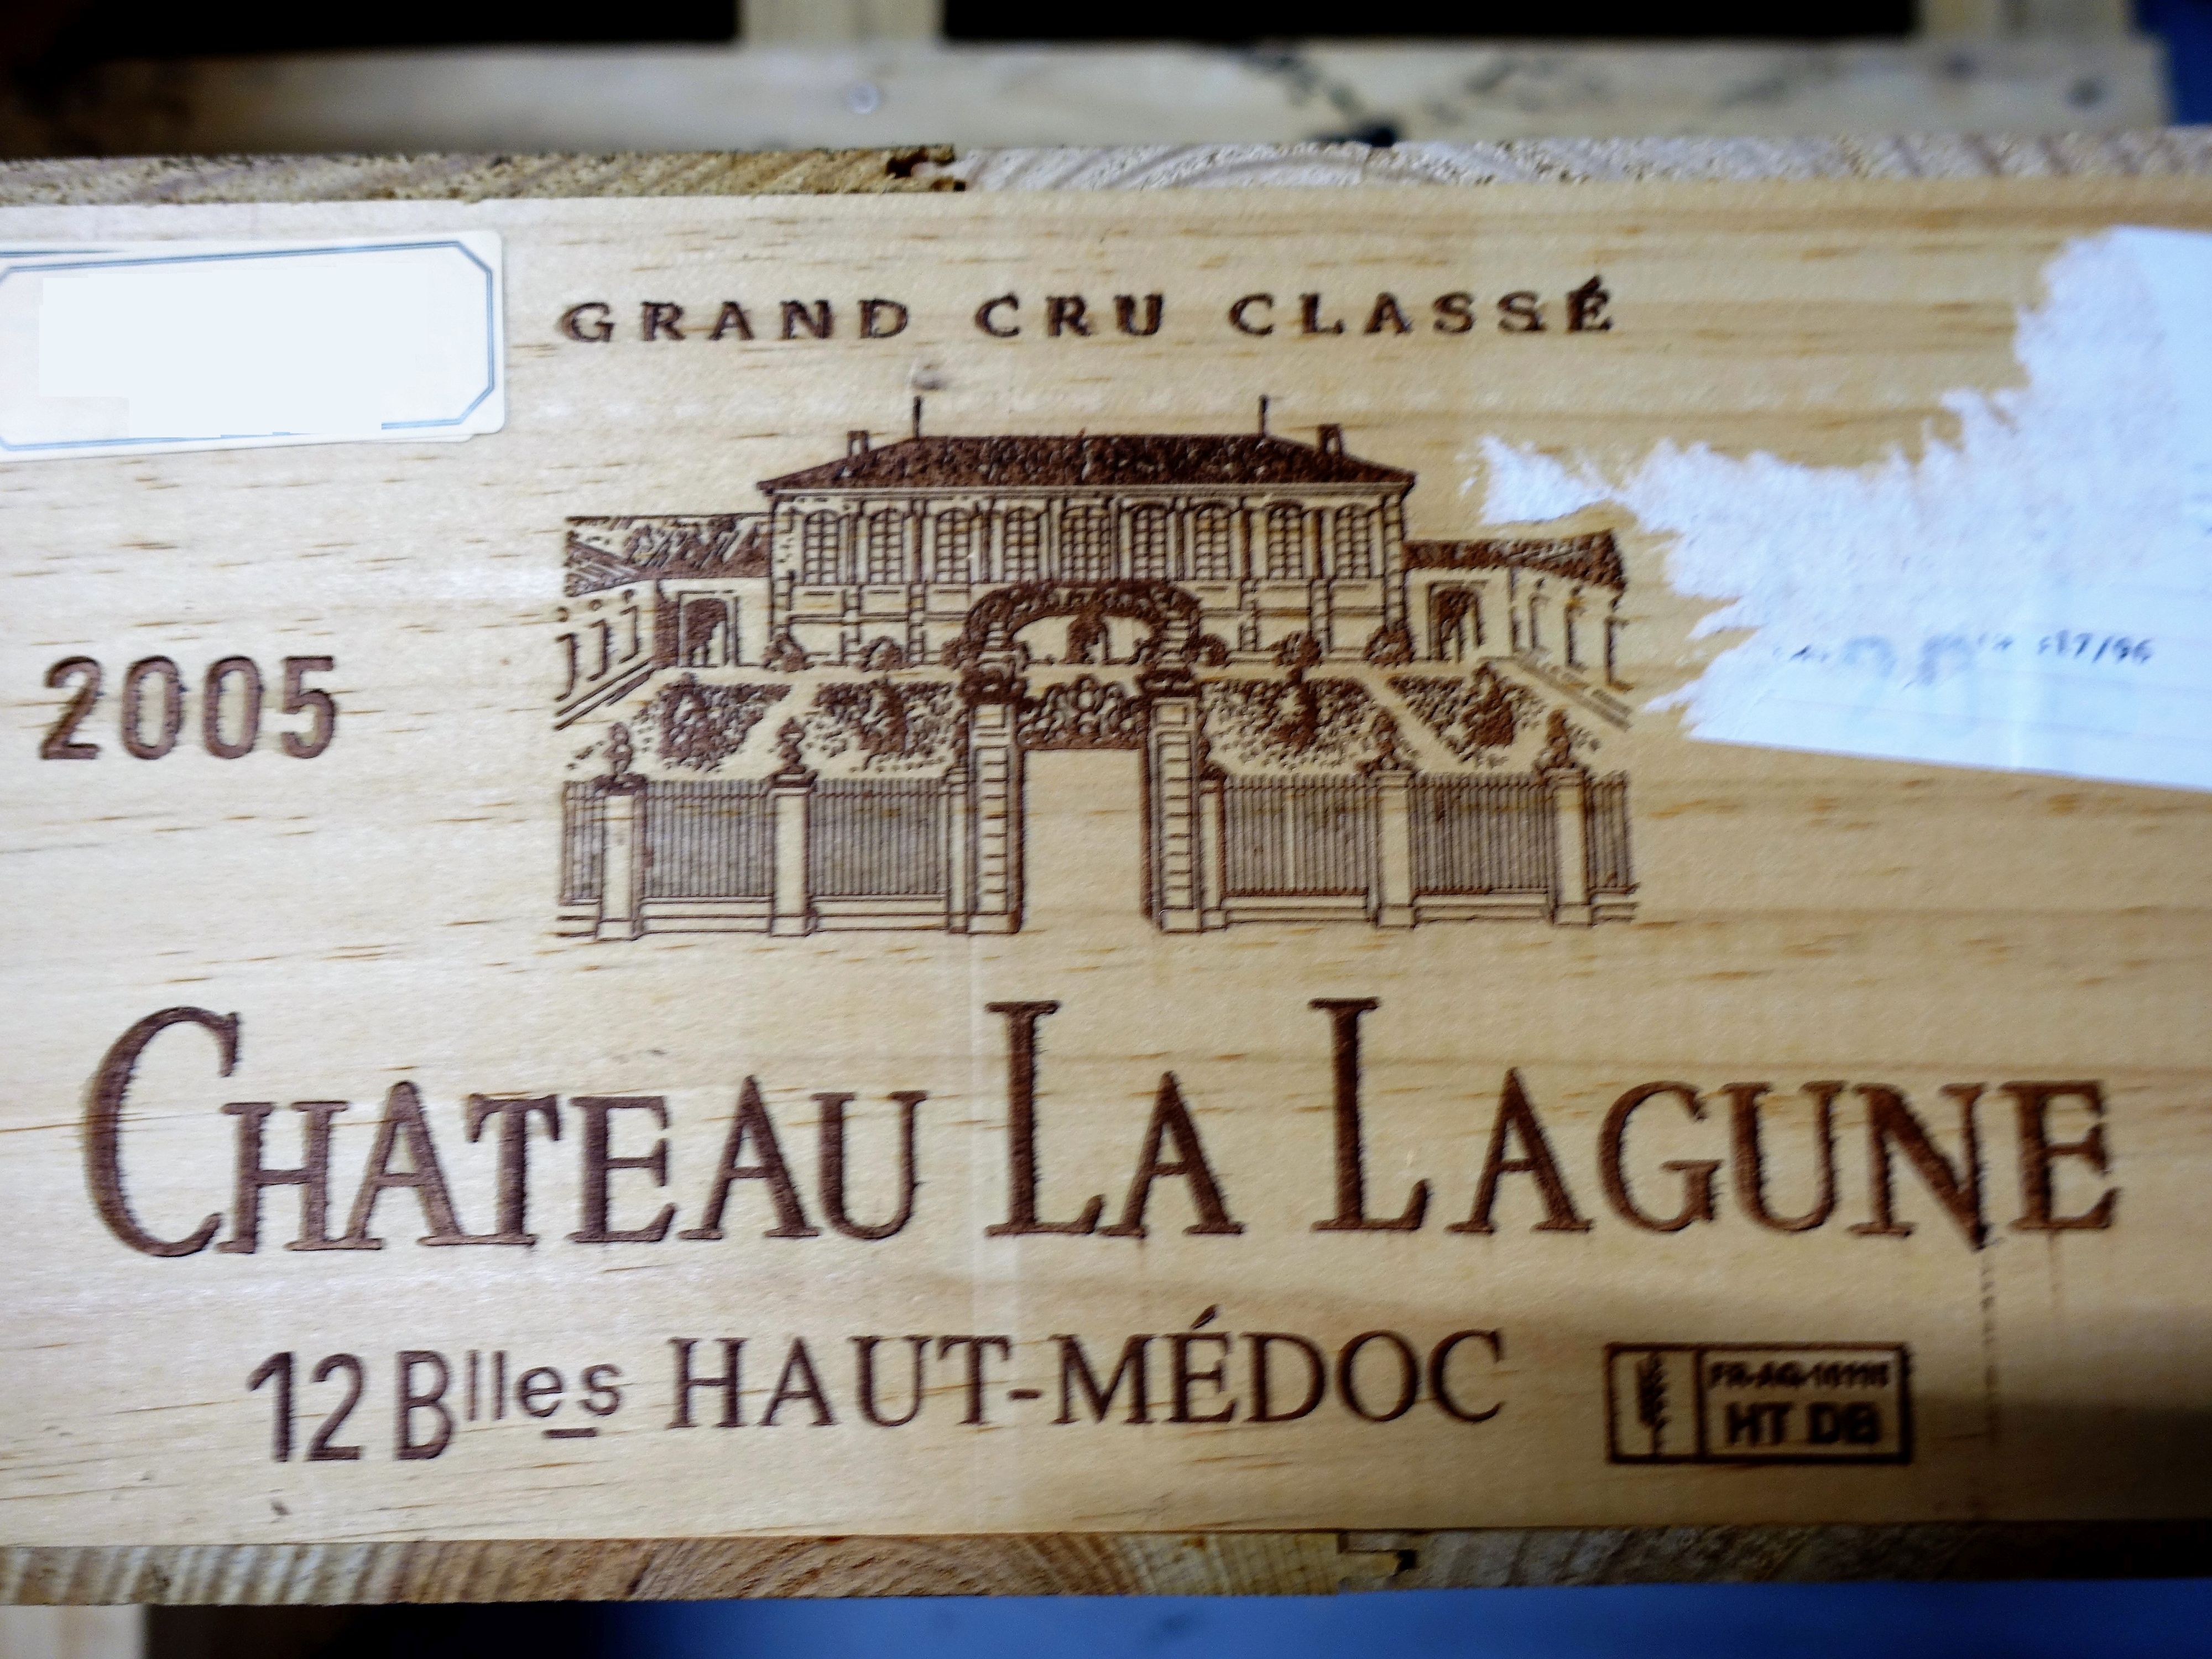 GRAND CRU CLASSÉ
2005
CHATEAU LA LAGUNE
12 Blles HAUT-MÉDOC
HT DB